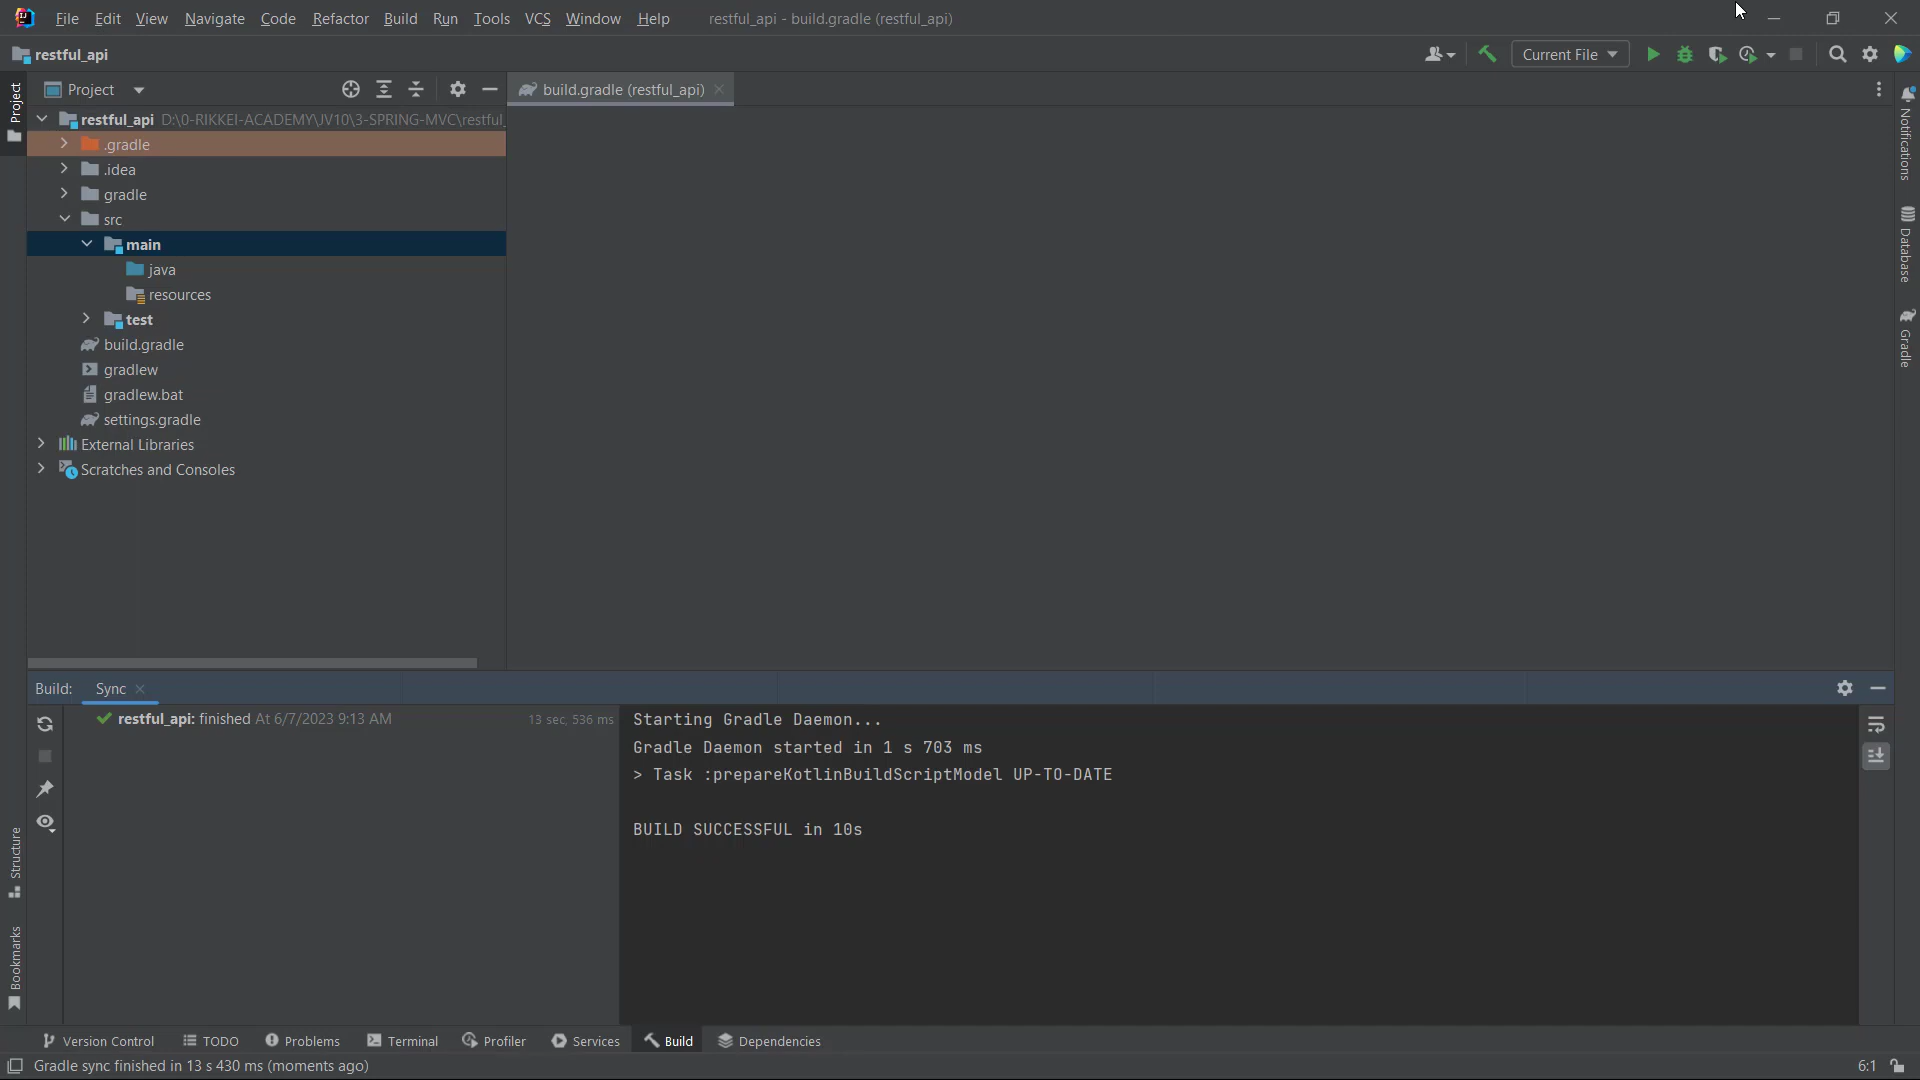 File Edit View Navigate Code Refactor Build Run Tools VCS Window Help restful_api - build.gradle (restful_api)
restful_api
Current File
Project
build.gradle (restful_api)
Project
restful_api D:\0-RIKKEI-ACADEMY\JV10\3-SPRING-MVC\restful_
.gradle
.idea
gradle
src
main
java
resources
test
build.gradle
gradlew
gradlew.bat
settings.gradle
External Libraries
Scratches and Consoles
Notifications
Database
Gradle
Build: Sync
restful_api: finished At 6/7/2023 9:13 AM 13 sec, 536 ms
Starting Gradle Daemon...
Gradle Daemon started in 1 s 703 ms
> Task :prepareKotlinBuildScriptModel UP-TO-DATE
BUILD SUCCESSFUL in 10s
Structure
Bookmarks
Version Control TODO Problems Terminal Profiler Services Build Dependencies
Gradle sync finished in 13 s 430 ms (moments ago) 6:1